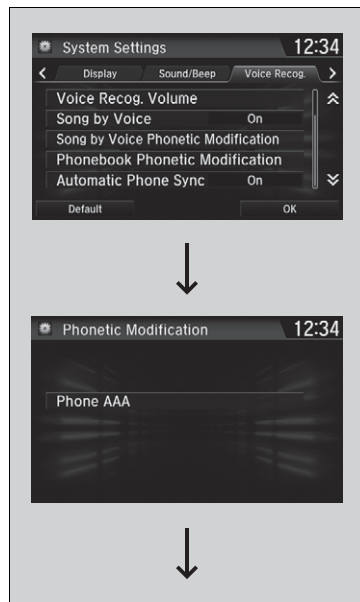 System Settings 12:34
Display Sound/Beep Voice Recog.
Voice Recog. Volume
Song by Voice On
Song by Voice Phonetic Modification
Phonebook Phonetic Modification
Automatic Phone Sync On
Default OK
Phonetic Modification 12:34
Phone AAA